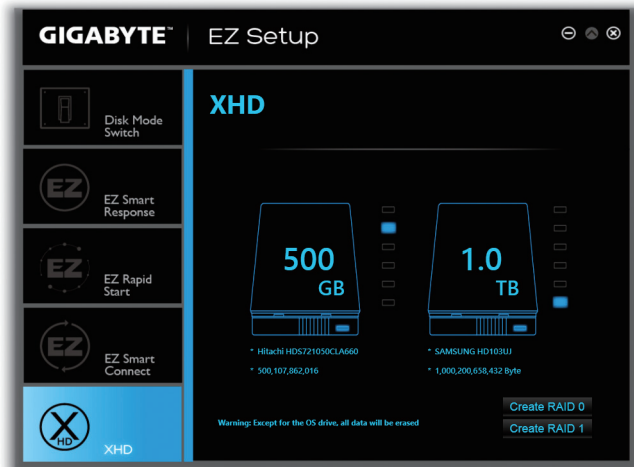 GIGABYTE™ EZ Setup
XHD
Disk Mode
Switch
EZ
EZ Smart
Response
EZ
EZ Rapid
Start
EZ
EZ Smart
Connect
X
HD
XHD
500
GB
1.0
TB
* Hitachi HDS721050CLA660
* 500,107,862,016
* SAMSUNG HD103UJ
* 1,000,200,658,432 Byte
Warning: Except for the OS drive, all data will be erased
Create RAID 0
Create RAID 1